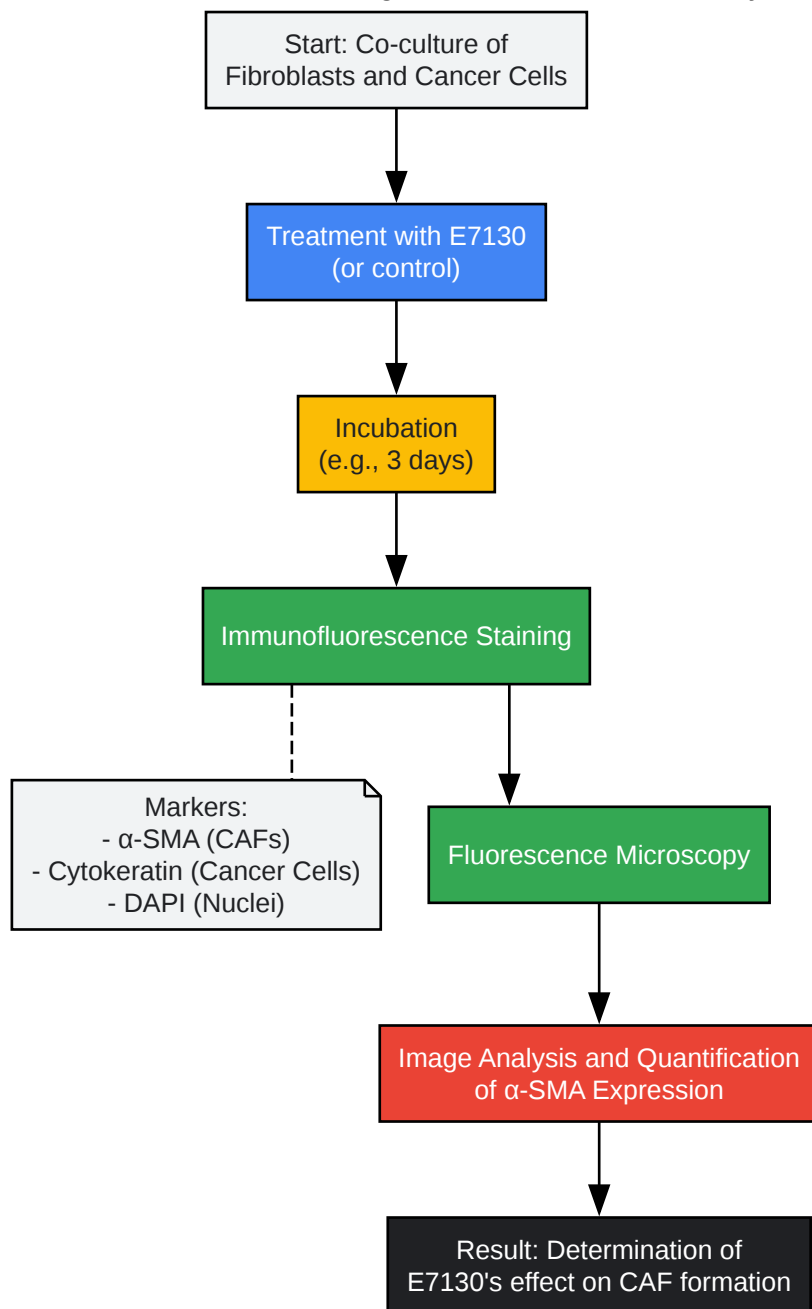 Start: Co-culture of
Fibroblasts and Cancer Cells
Treatment with E7130
(or control)
Incubation
(e.g., 3 days)
Immunofluorescence Staining
Markers:
- α-SMA (CAFs)
- Cytokeratin (Cancer Cells)
- DAPI (Nuclei)
Fluorescence Microscopy
Image Analysis and Quantification
of α-SMA Expression
Result: Determination of
E7130's effect on CAF formation